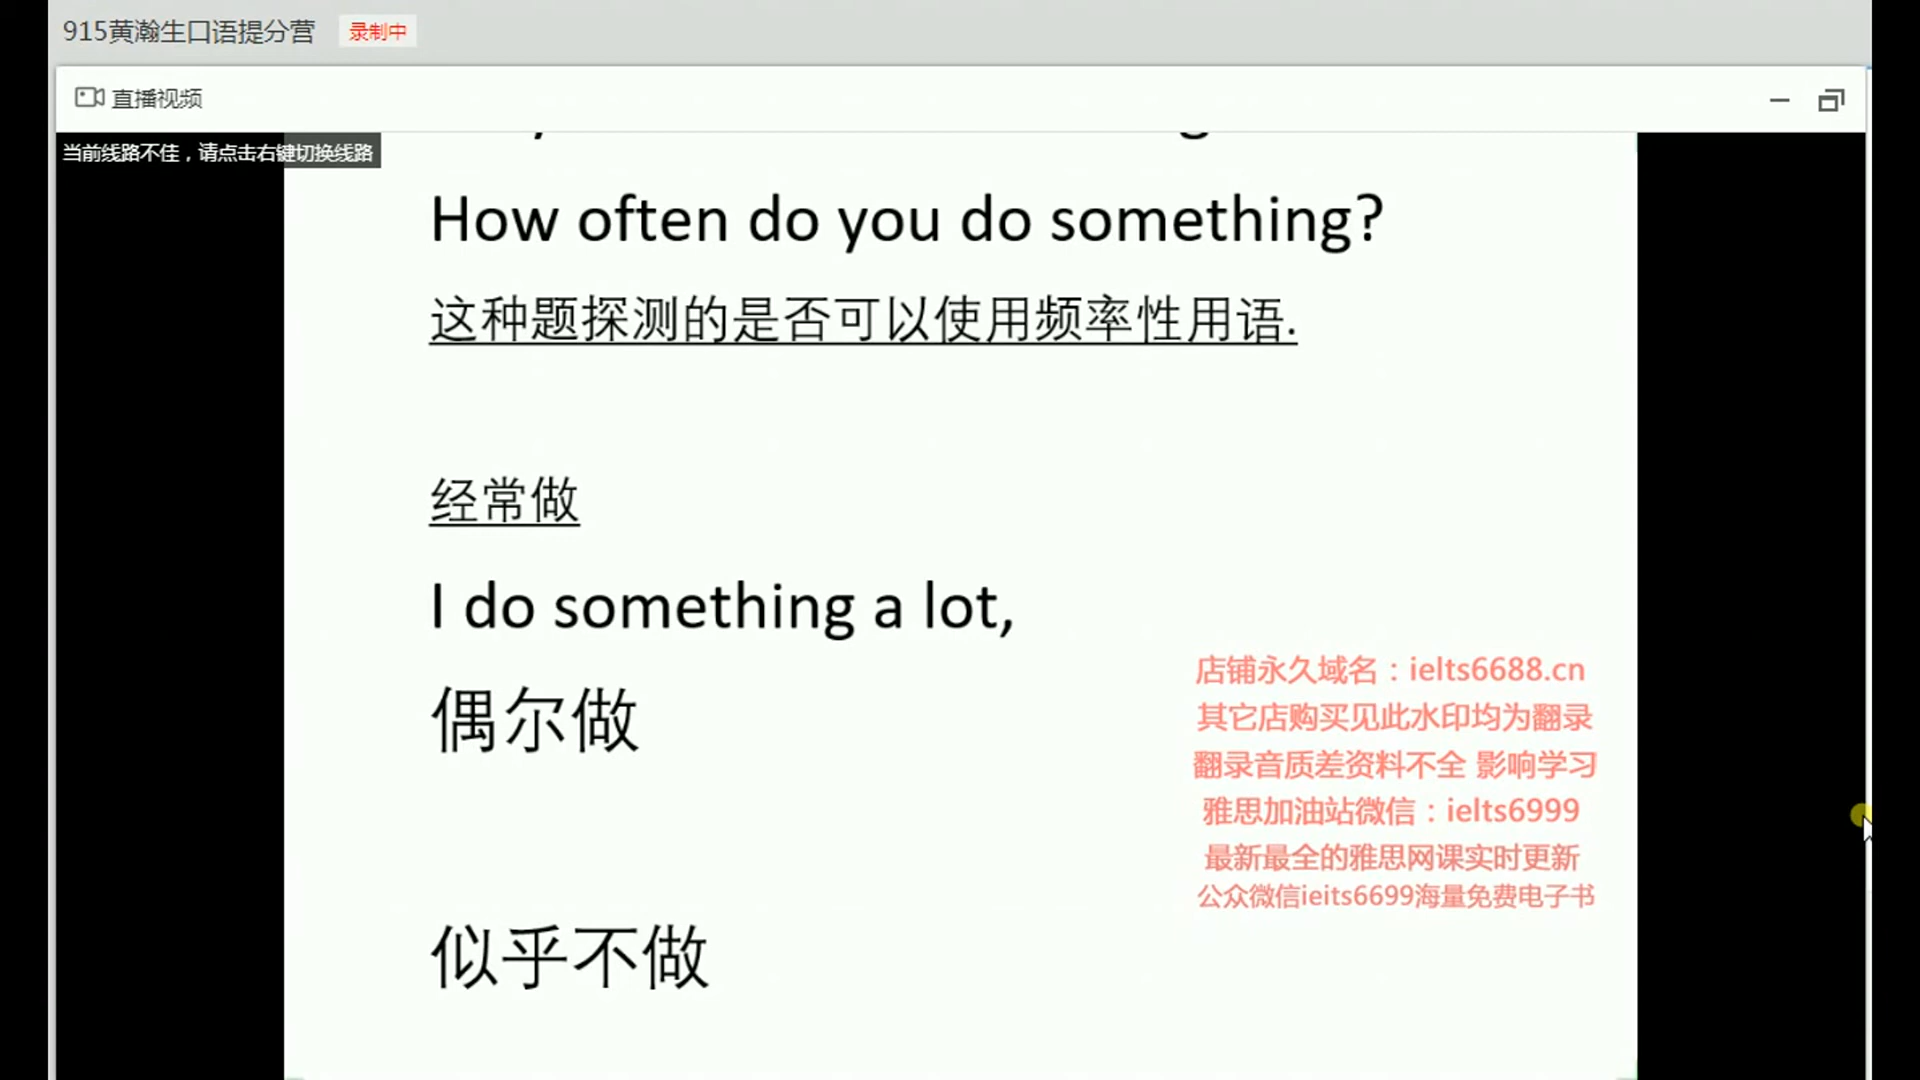 915黄瀚生口语提分营 录制中
直播视频
当前线路不佳，请点击右键切换线路
How often do you do something?
这种题探测的是否可以使用频率性用语.
经常做
I do something a lot,
偶尔做
店铺永久域名：ielts6688.cn
其它店购买见此水印均为翻录
翻录音质差资料不全 影响学习
雅思加油站微信：ielts6999
最新最全的雅思网课实时更新
公众微信ieits6699海量免费电子书
似乎不做